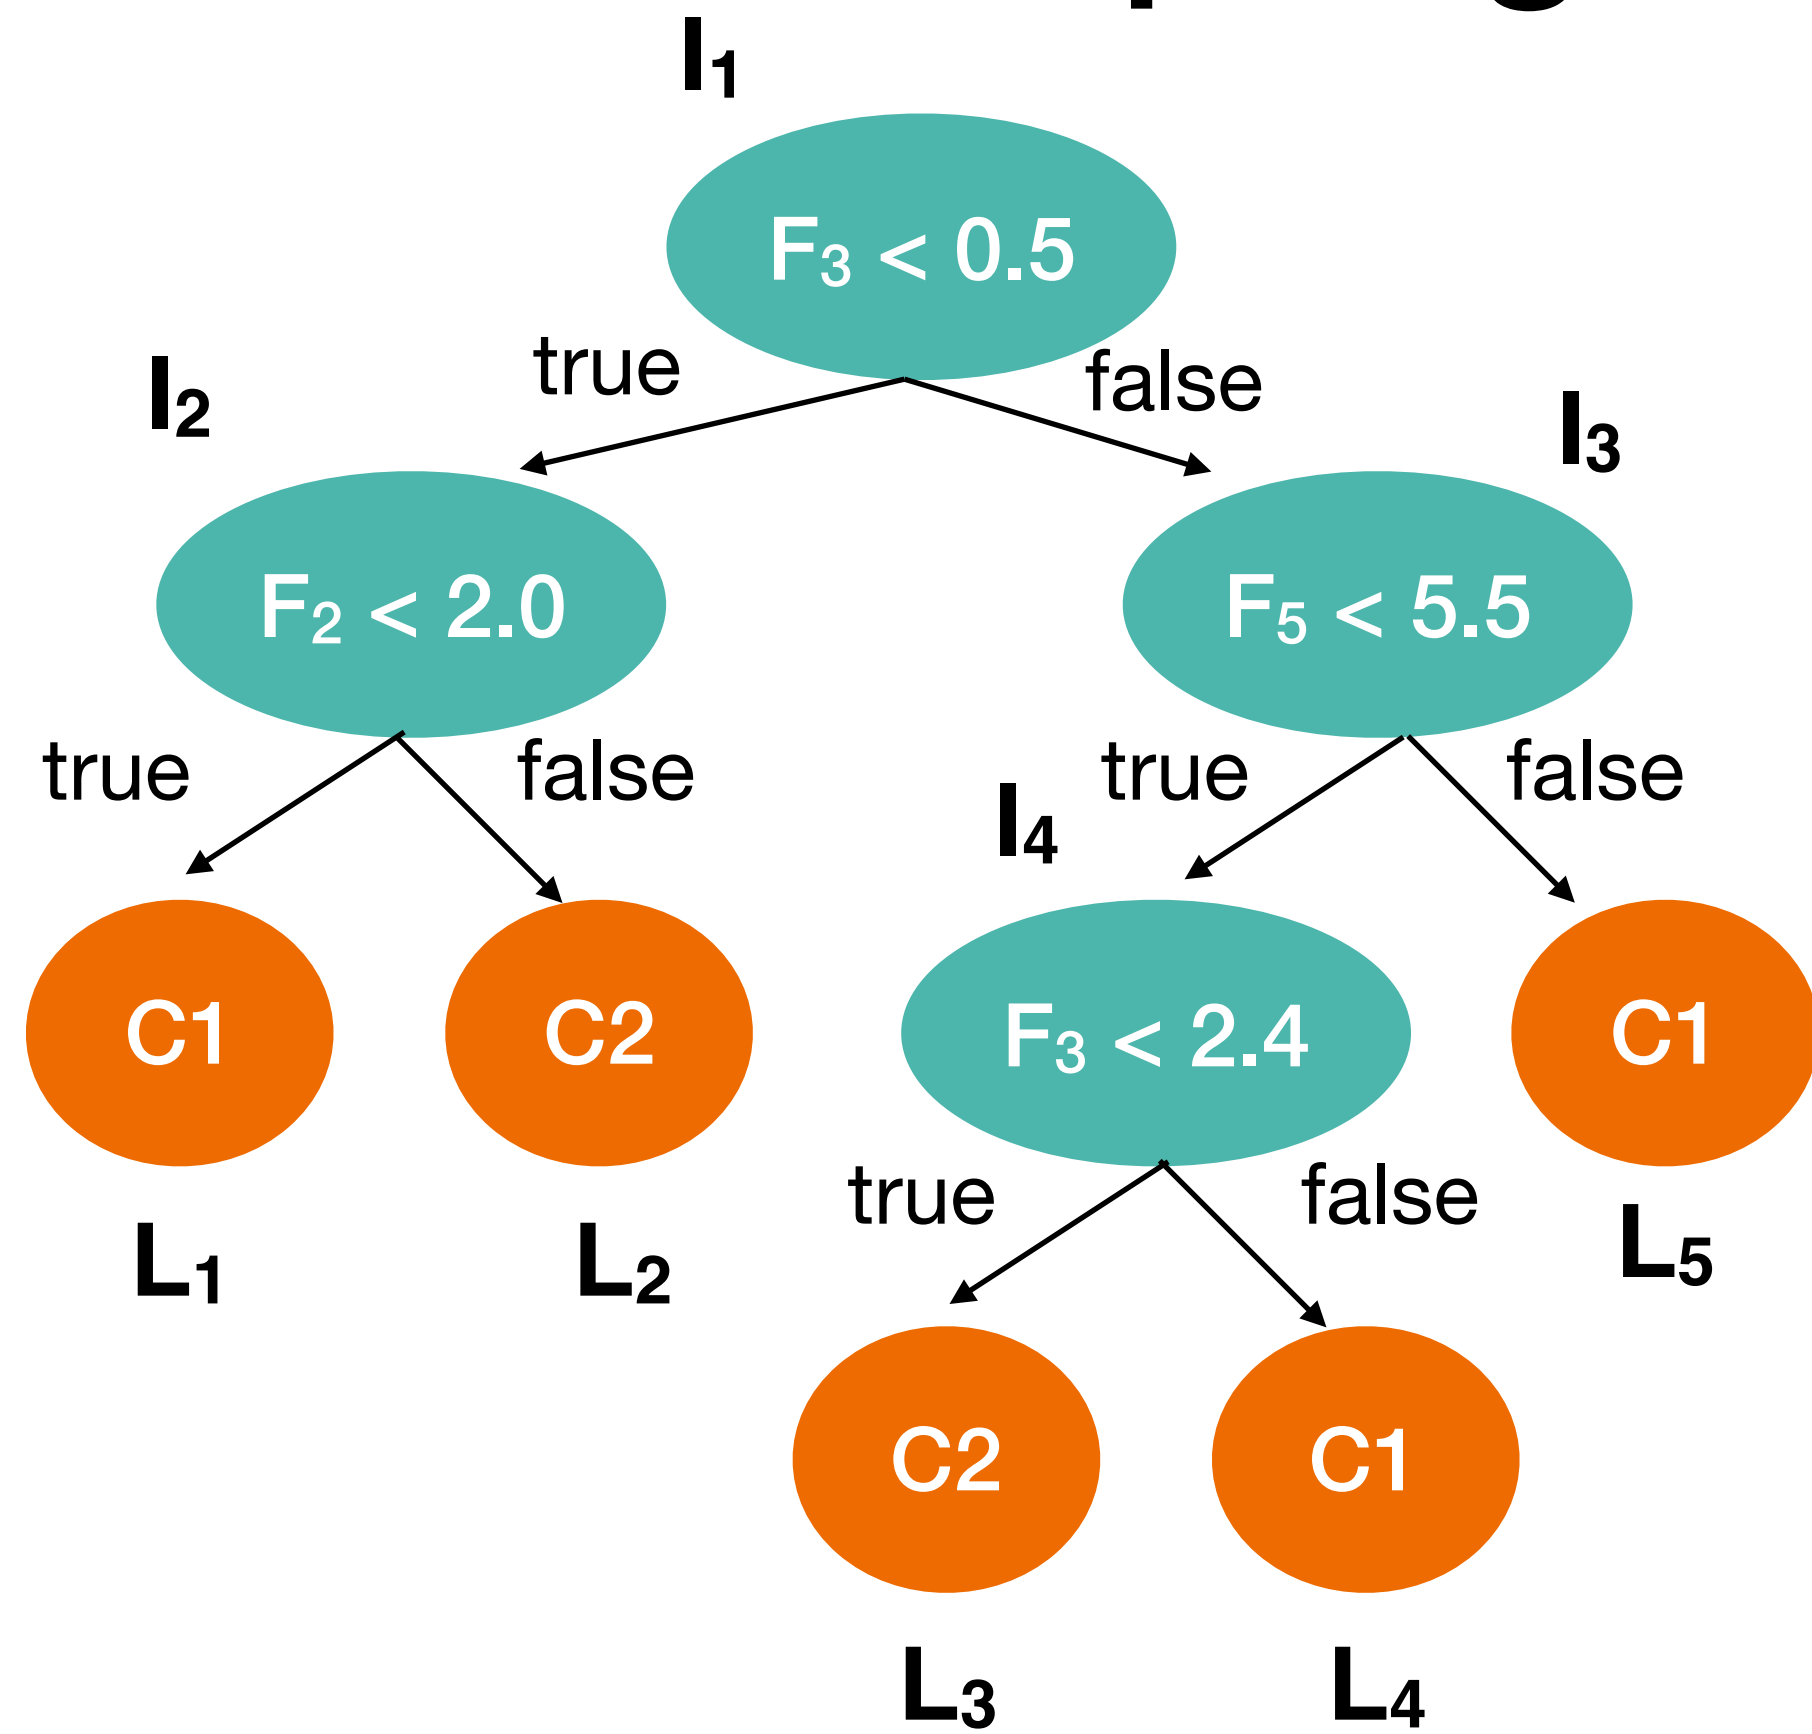 I1
F3 < 0.5
true
false
I2
I3
F2 < 2.0
F5 < 5.5
true
false
true
false
I4
C1
C2
F3 < 2.4
C1
true
false
L1
L2
L5
C2
C1
L3
L4